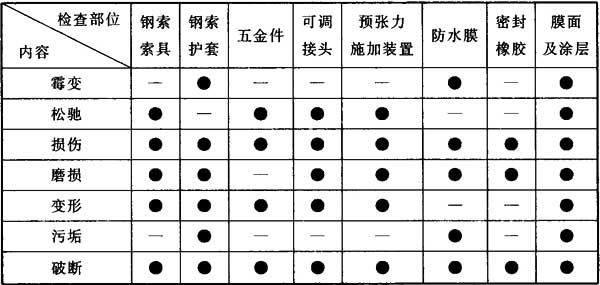 检查部位 钢索 钢索 五金件 可调 预张力 防水膜 密封 膜面
内容 索具 护套 接头 施加装置 橡胶 及涂层
霉变 — ● — — — ● — ●
松驰 ● — ● ● ● — — ●
损伤 ● ● ● ● ● ● ● ●
磨损 ● ● — ● ● ● ● ●
变形 ● ● ● ● ● — — ●
污垢 — ● — — — ● — ●
破断 ● ● ● ● ● ● ● ●